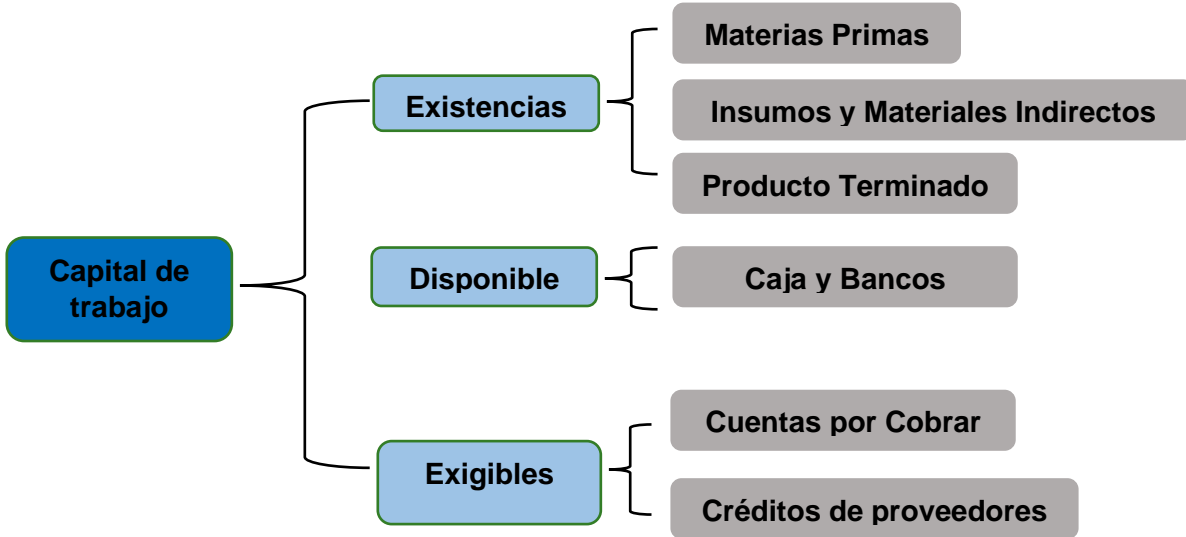 Capital de
trabajo
Existencias
Materias Primas
Insumos y Materiales Indirectos
Producto Terminado
Disponible
Caja y Bancos
Exigibles
Cuentas por Cobrar
Créditos de proveedores